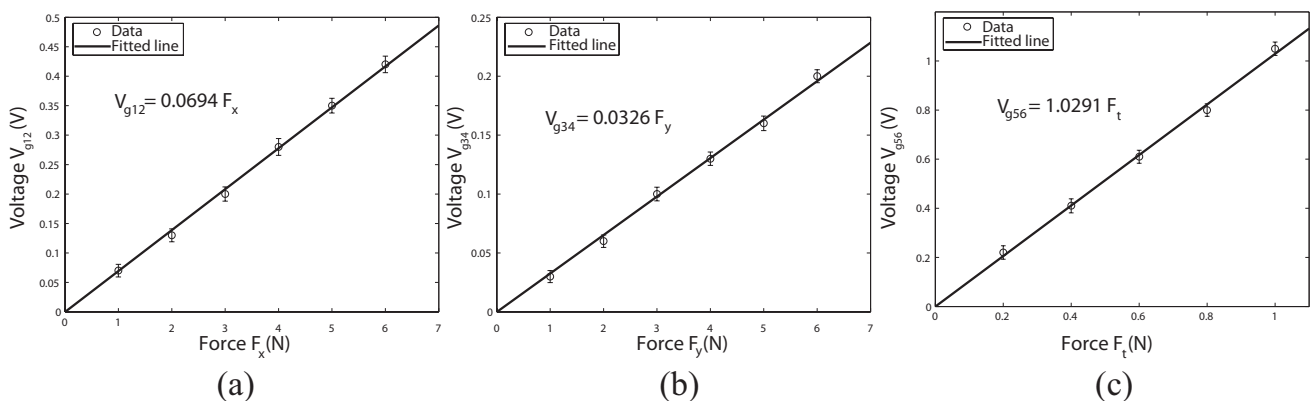 0.5
0.45
0.4
0.35
0.3
0.25
0.2
0.15
0.1
0.05
0
0 1 2 3 4 5 6 7
Data
Fitted line
V_g12 = 0.0694 F_x
Voltage V_g12 (V)
Force F_x(N)
(a)
0.25
0.2
0.15
0.1
0.05
0
0 1 2 3 4 5 6 7
Data
Fitted line
V_g34 = 0.0326 F_y
Voltage V_g34 (V)
Force F_y(N)
(b)
1
0.8
0.6
0.4
0.2
0
0 0.2 0.4 0.6 0.8 1
Data
Fitted line
V_g56 = 1.0291 F_t
Voltage V_g56 (V)
Force F_t(N)
(c)